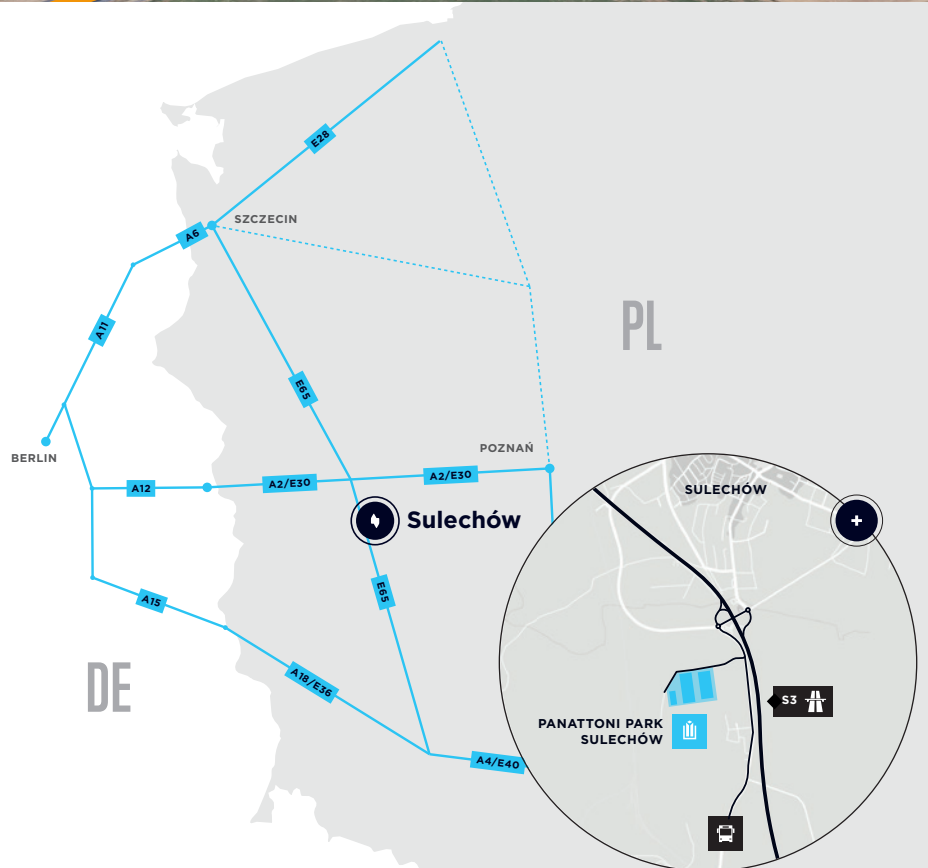 E28
SZCZECIN
A6
A11
PL
E65
BERLIN
POZNAŃ
A12
A2/E30
A2/E30
SULECHÓW
Sulechów
A15
E65
DE
A18/E36
A4/E40
S3
PANATTONI PARK
SULECHÓW